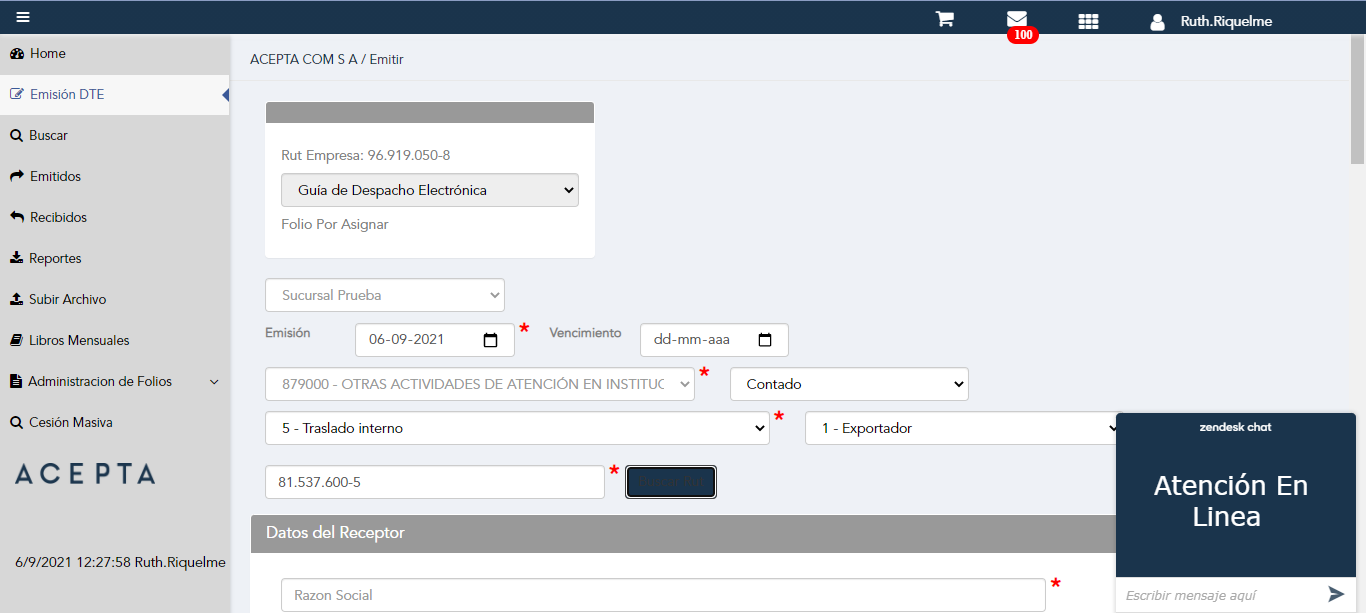 100
Ruth.Riquelme
Home
Emisión DTE
Buscar
Emitidos
Recibidos
Reportes
Subir Archivo
Libros Mensuales
Administracion de Folios
Cesión Masiva
ACEPTA
6/9/2021 12:27:58 Ruth.Riquelme
ACEPTA COM S A / Emitir
Rut Empresa: 96.919.050-8
Guía de Despacho Electrónica
Folio Por Asignar
Sucursal Prueba
Emisión 06-09-2021 * Vencimiento dd-mm-aaa
879000 - OTRAS ACTIVIDADES DE ATENCIÓN EN INSTITUC * Contado
5 - Traslado interno * 1 - Exportador
81.537.600-5 *
Datos del Receptor
Razon Social *
zendesk chat
Atención En
Linea
Escribir mensaje aquí